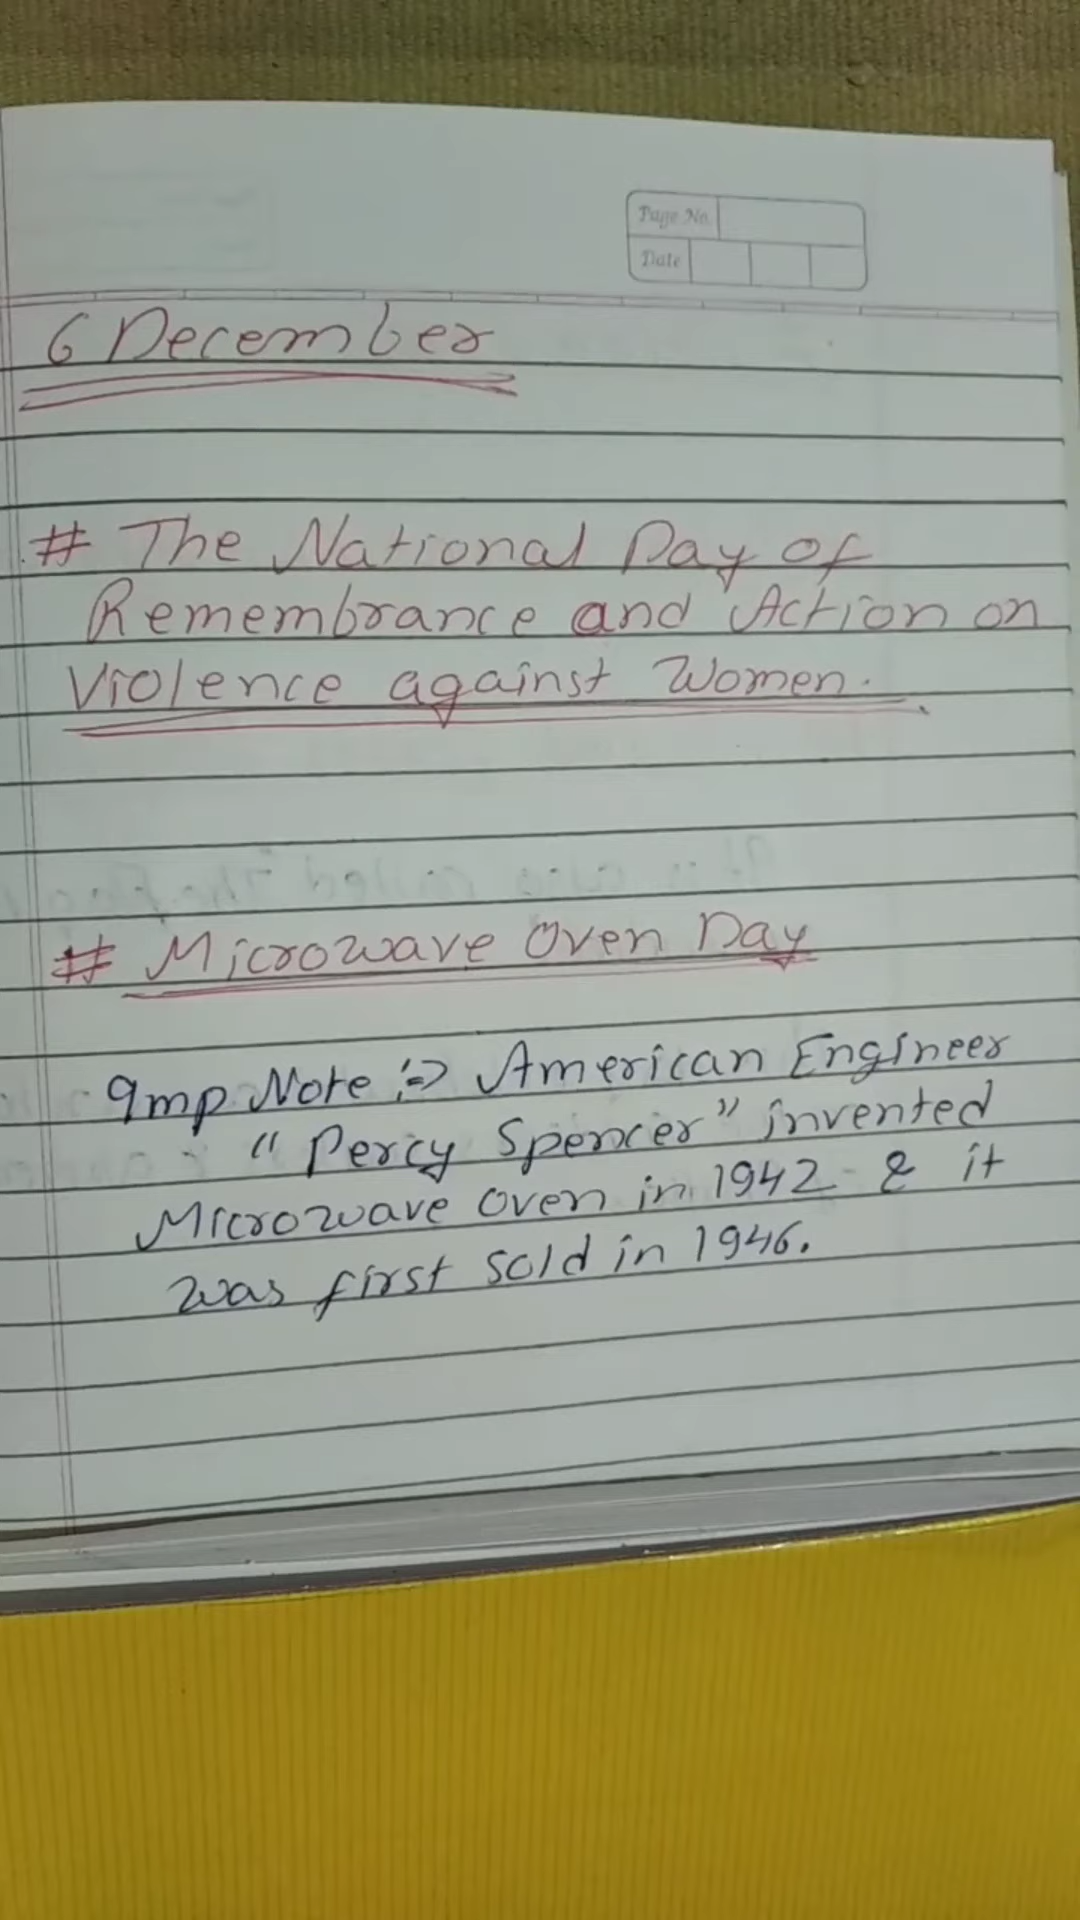 Page No.
Date
6 December
# The National Day of
Remembrance and Action on
Violence against Women.
# Microwave Oven Day
Imp Note :→ American Engineer
"Percy Spencer" invented
Microwave oven in 1942 & it
was first sold in 1946.